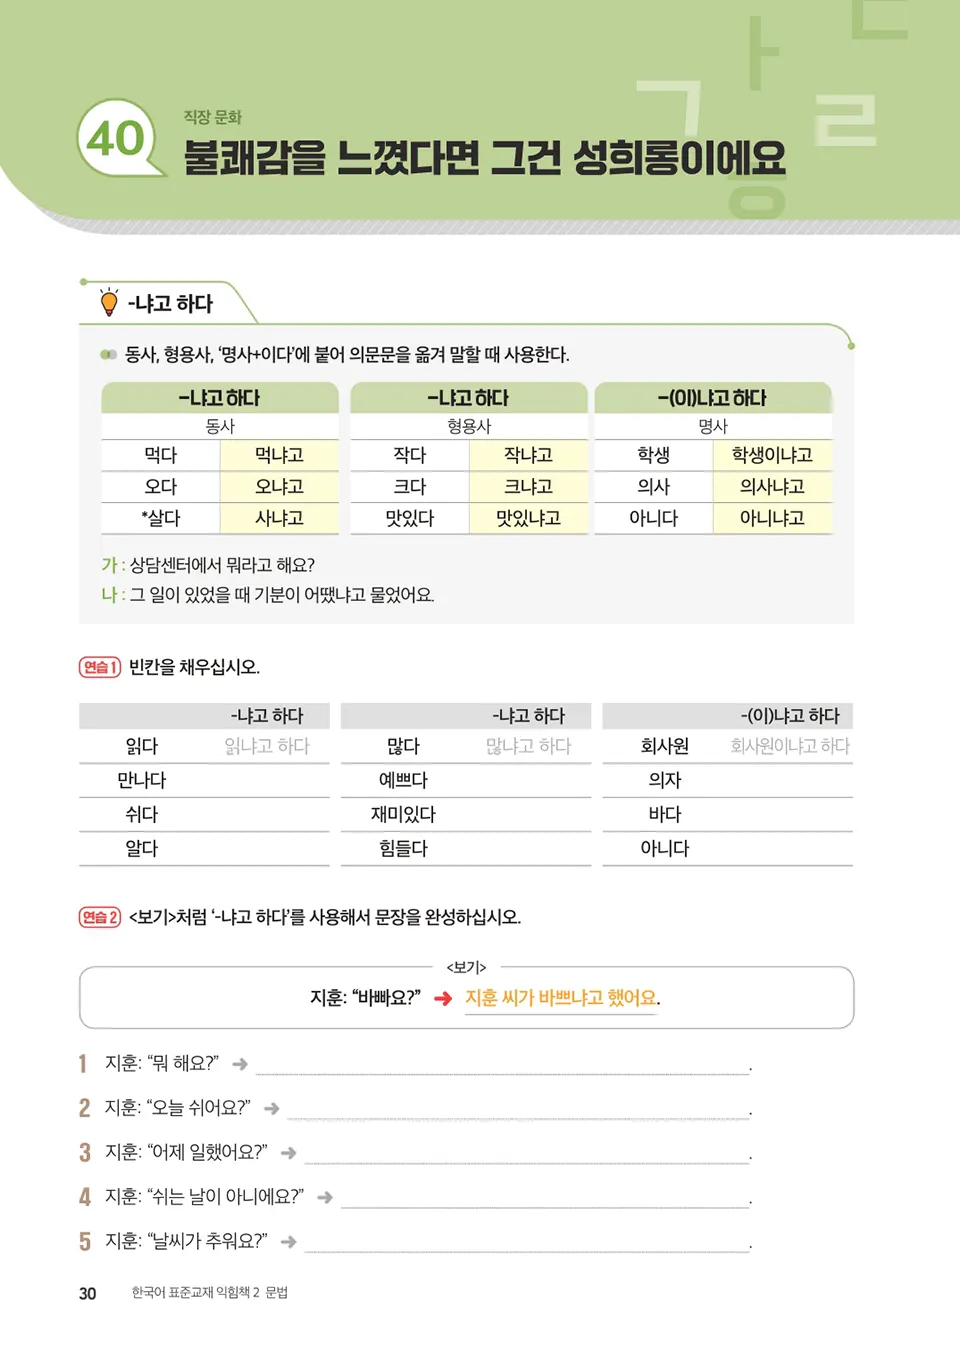 직장 문화
40
불쾌감을 느꼈다면 그건 성희롱이에요
-냐고 하다
동사, 형용사, ‘명사+이다’에 붙어 의문문을 옮겨 말할 때 사용한다.
-냐고 하다 -냐고 하다 -(이)냐고 하다
동사 형용사 명사
먹다 먹냐고 작다 작냐고 학생 학생이냐고
오다 오냐고 크다 크냐고 의사 의사냐고
*살다 사냐고 맛있다 맛있냐고 아니다 아니냐고
가 : 상담센터에서 뭐라고 해요?
나 : 그 일이 있었을 때 기분이 어땠냐고 물었어요.
연습 1 빈칸을 채우십시오.
-냐고 하다 -냐고 하다 -(이)냐고 하다
읽다 읽냐고 하다 많다 많냐고 하다 회사원 회사원이냐고 하다
만나다 예쁘다 의자
쉬다 재미있다 바다
알다 힘들다 아니다
연습 2 <보기>처럼 ‘-냐고 하다’를 사용해서 문장을 완성하십시오.
<보기>
지훈: “바빠요?” ➜ 지훈 씨가 바쁘냐고 했어요.
1 지훈: “뭐 해요?” ➜ .
2 지훈: “오늘 쉬어요?” ➜ .
3 지훈: “어제 일했어요?” ➜ .
4 지훈: “쉬는 날이 아니에요?” ➜ .
5 지훈: “날씨가 추워요?” ➜ .
30 한국어 표준교재 익힘책 2 문법